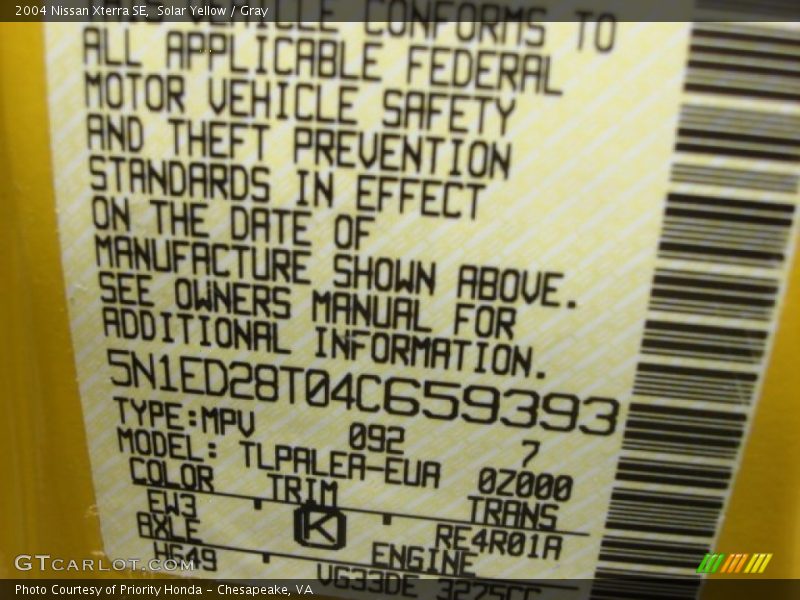 2004 Nissan Xterra SE, Solar Yellow / Gray
VEHICLE CONFORMS TO
ALL APPLICABLE FEDERAL
MOTOR VEHICLE SAFETY
AND THEFT PREVENTION
STANDARDS IN EFFECT
ON THE DATE OF
MANUFACTURE SHOWN ABOVE.
SEE OWNERS MANUAL FOR
ADDITIONAL INFORMATION.
5N1ED28T04C659393
TYPE:MPV 092 7
MODEL: TLPALEA-EUA 0Z000
COLOR TRIM TRANS
EW3 K RE4R01A
AXLE ENGINE
HG49 VG33DE 3275CC
GTCARLOT.COM
Photo Courtesy of Priority Honda - Chesapeake, VA